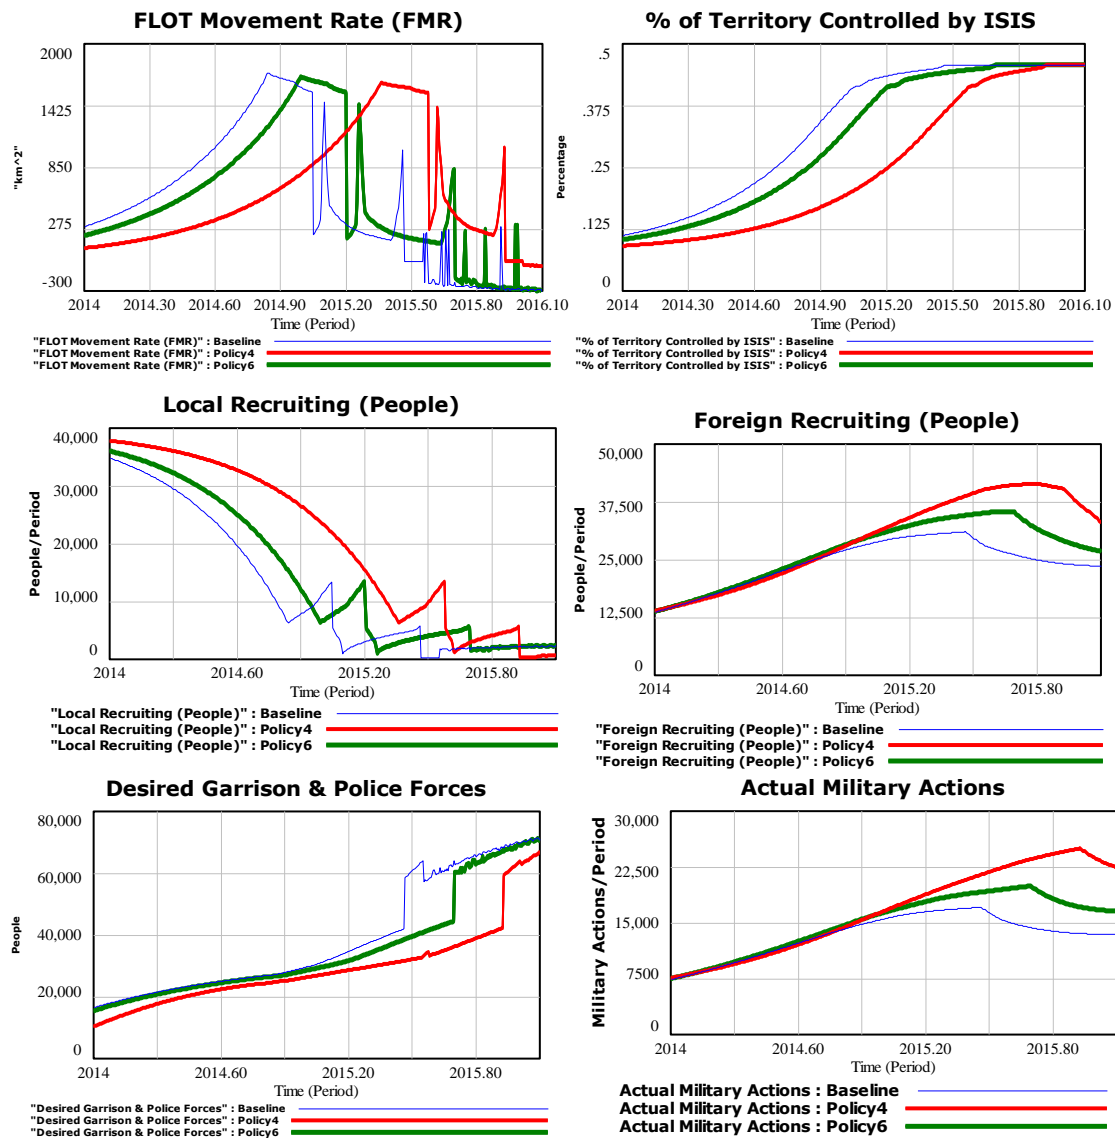 FLOT Movement Rate (FMR)
2000
1425
850
275
-300
"km^2"
2014 2014.30 2014.60 2014.90 2015.20 2015.50 2015.80 2016.10
Time (Period)
"FLOT Movement Rate (FMR)" : Baseline
"FLOT Movement Rate (FMR)" : Policy4
"FLOT Movement Rate (FMR)" : Policy6
% of Territory Controlled by ISIS
.5
.375
.25
.125
0
Percentage
2014 2014.30 2014.60 2014.90 2015.20 2015.50 2015.80 2016.10
Time (Period)
"% of Territory Controlled by ISIS" : Baseline
"% of Territory Controlled by ISIS" : Policy4
"% of Territory Controlled by ISIS" : Policy6
Local Recruiting (People)
40,000
30,000
20,000
10,000
0
People/Period
2014 2014.60 2015.20 2015.80
Time (Period)
"Local Recruiting (People)" : Baseline
"Local Recruiting (People)" : Policy4
"Local Recruiting (People)" : Policy6
Foreign Recruiting (People)
50,000
37,500
25,000
12,500
0
People/Period
2014 2014.60 2015.20 2015.80
Time (Period)
"Foreign Recruiting (People)" : Baseline
"Foreign Recruiting (People)" : Policy4
"Foreign Recruiting (People)" : Policy6
Desired Garrison & Police Forces
80,000
60,000
40,000
20,000
0
People
2014 2014.60 2015.20 2015.80
Time (Period)
"Desired Garrison & Police Forces" : Baseline
"Desired Garrison & Police Forces" : Policy4
"Desired Garrison & Police Forces" : Policy6
Actual Military Actions
30,000
22,500
15,000
7500
0
Military Actions/Period
2014 2014.60 2015.20 2015.80
Time (Period)
Actual Military Actions : Baseline
Actual Military Actions : Policy4
Actual Military Actions : Policy6